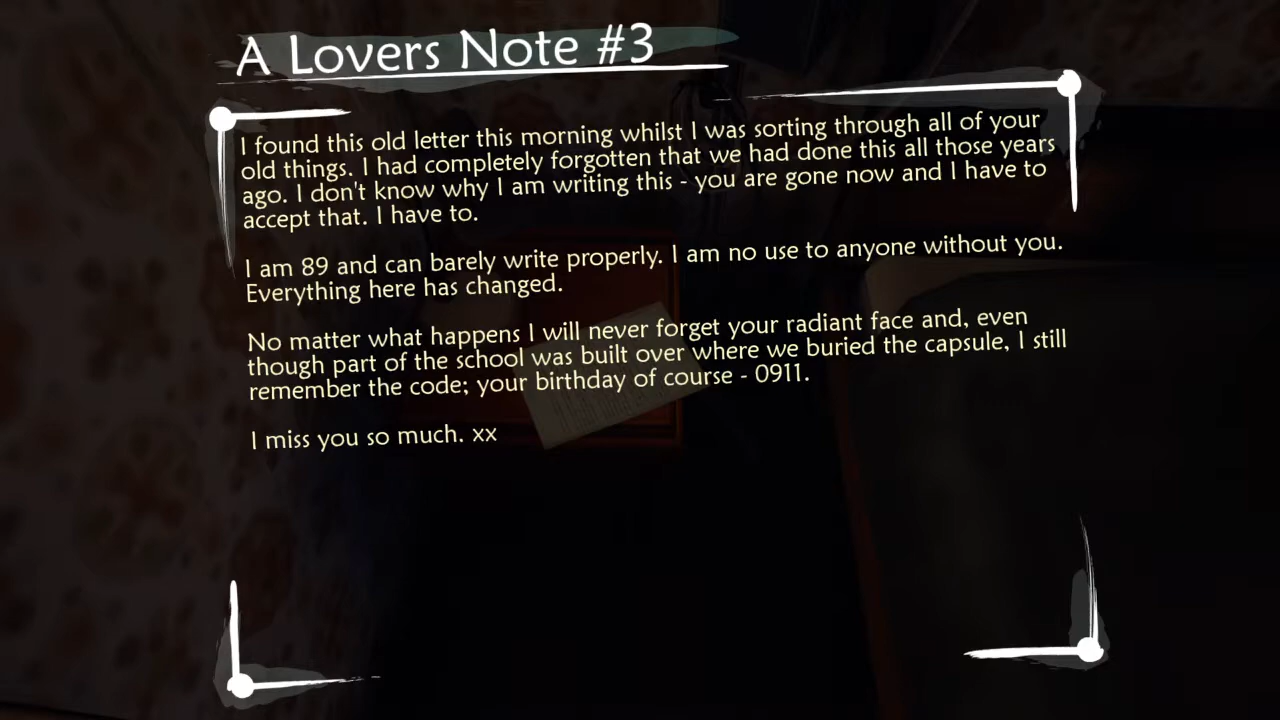 A Lovers Note #3
I found this old letter this morning whilst I was sorting through all of your
old things. I had completely forgotten that we had done this all those years
ago. I don't know why I am writing this - you are gone now and I have to
accept that. I have to.
I am 89 and can barely write properly. I am no use to anyone without you.
Everything here has changed.
No matter what happens I will never forget your radiant face and, even
though part of the school was built over where we buried the capsule, I still
remember the code; your birthday of course - 0911.
I miss you so much. xx